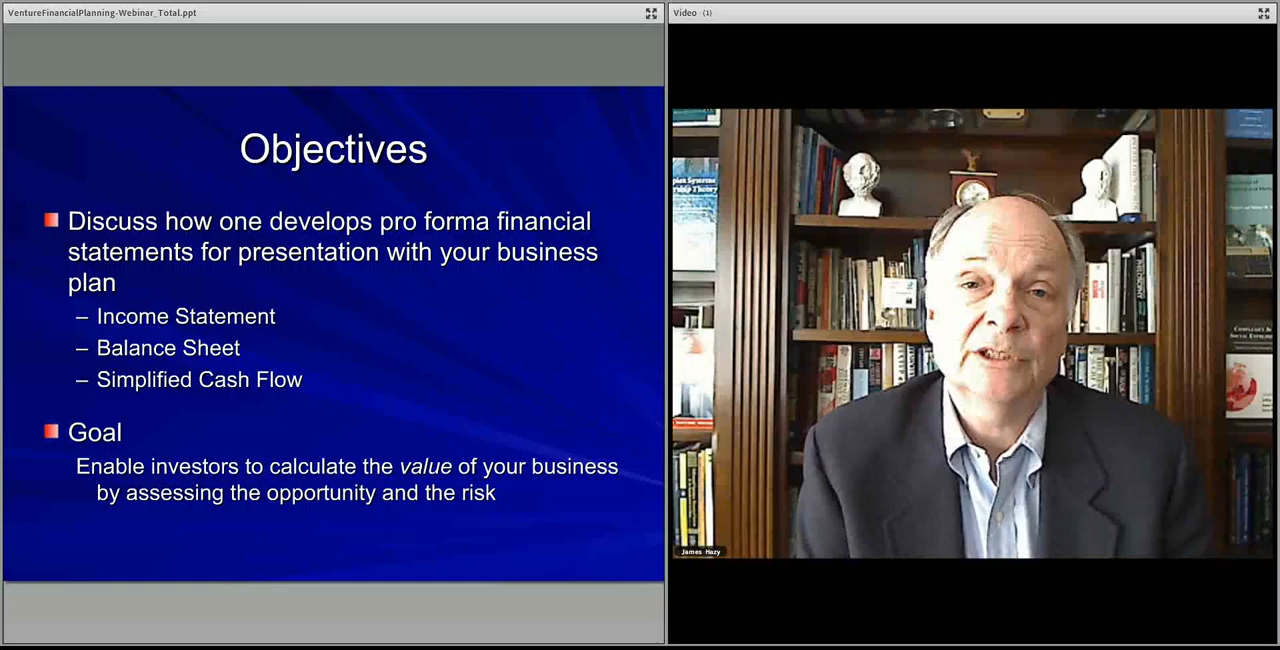 VentureFinancialPlanning-Webinar_Total.ppt
Video (1)
Objectives
Discuss how one develops pro forma financial
statements for presentation with your business
plan
– Income Statement
– Balance Sheet
– Simplified Cash Flow
Goal
Enable investors to calculate the value of your business
by assessing the opportunity and the risk
James Hazy